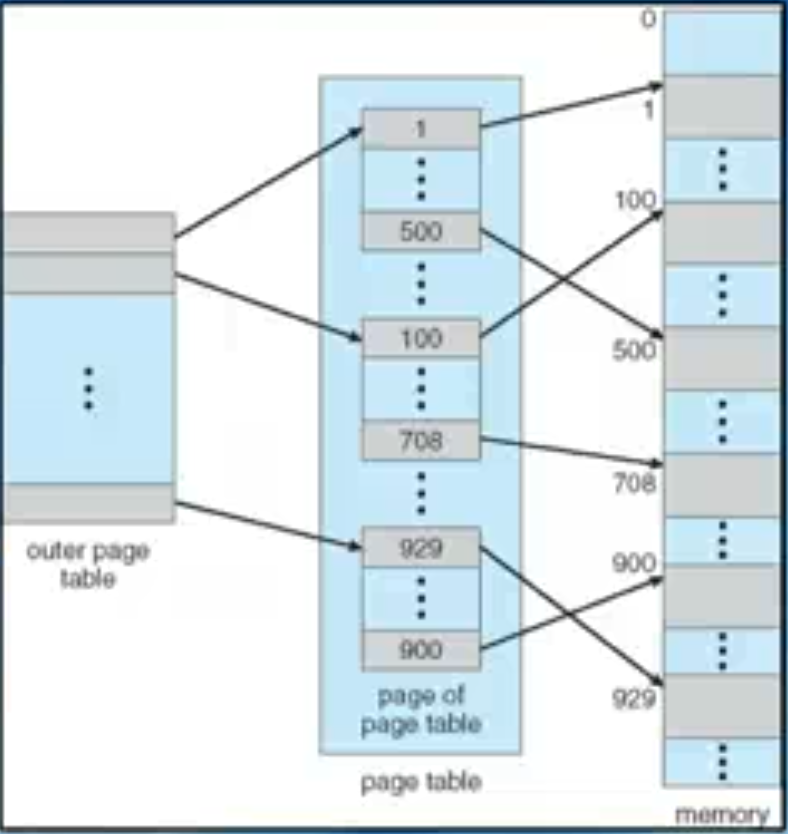 0
1
1
100
500
100
500
708
708
900
929
900
929
outer page
table
page of
page table
page table
memory